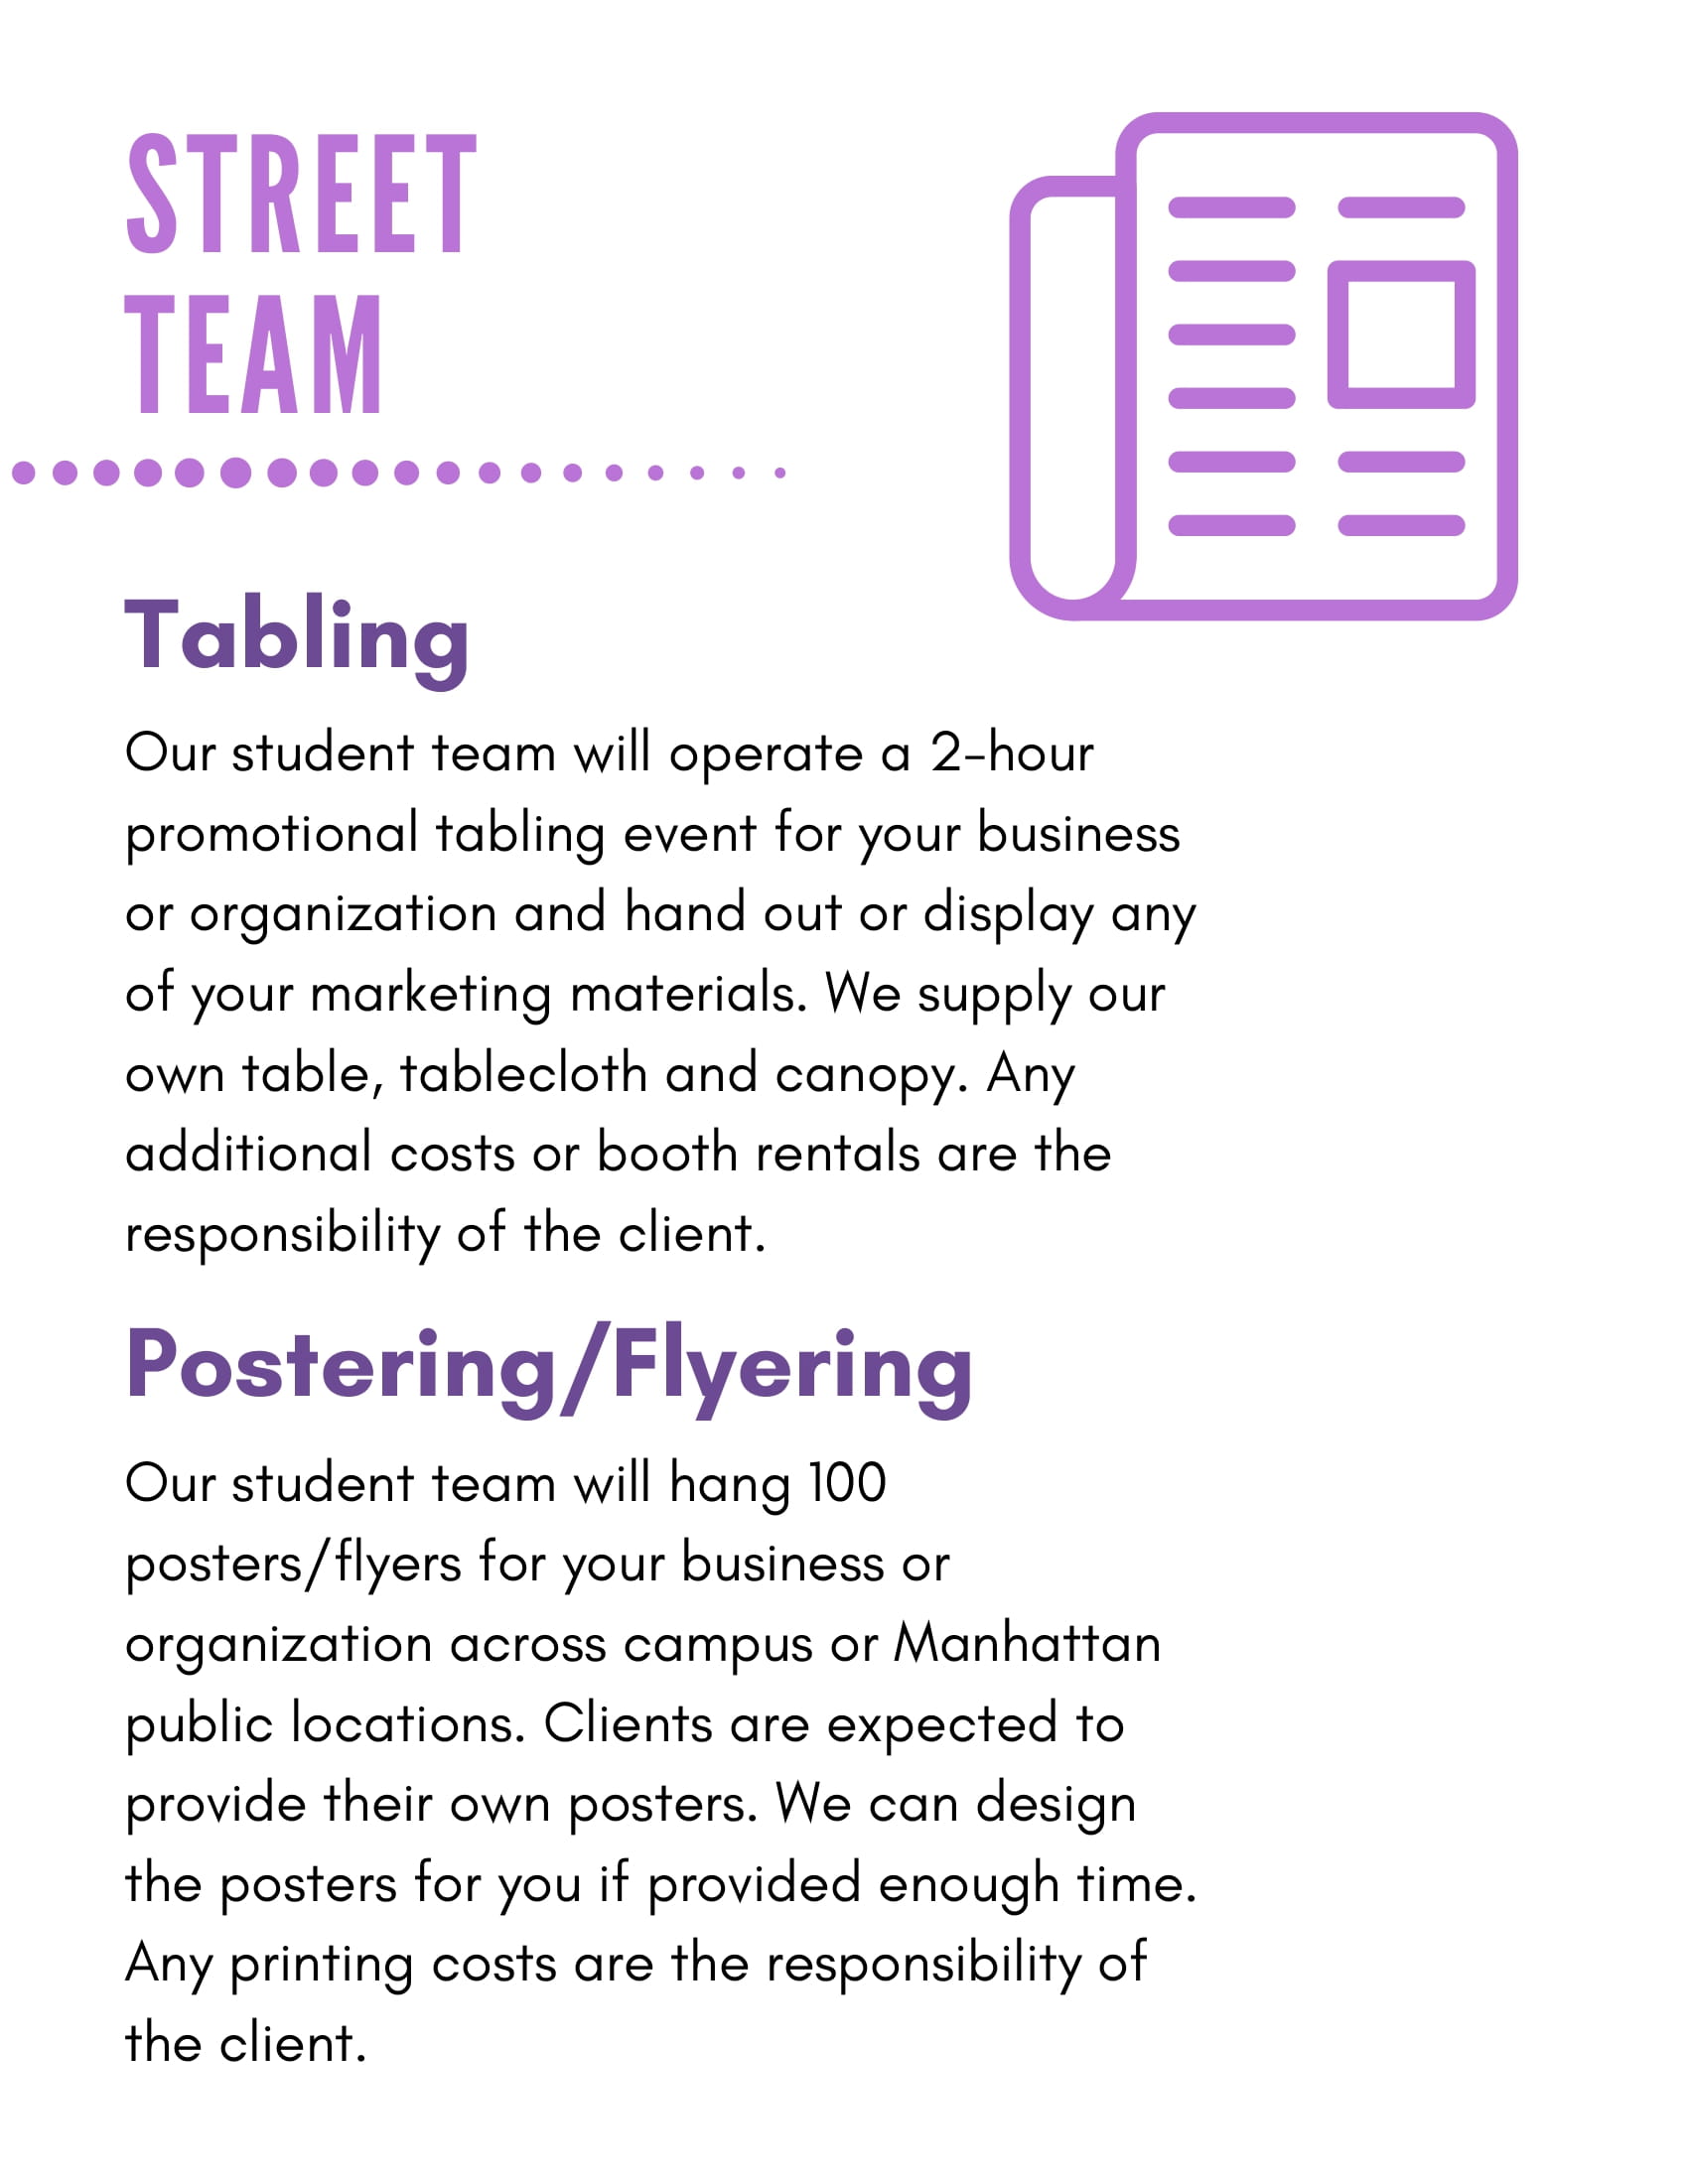 STREET
TEAM
Tabling
Our student team will operate a 2-hour
promotional tabling event for your business
or organization and hand out or display any
of your marketing materials. We supply our
own table, tablecloth and canopy. Any
additional costs or booth rentals are the
responsibility of the client.
Postering/Flyering
Our student team will hang 100
posters/flyers for your business or
organization across campus or Manhattan
public locations. Clients are expected to
provide their own posters. We can design
the posters for you if provided enough time.
Any printing costs are the responsibility of
the client.